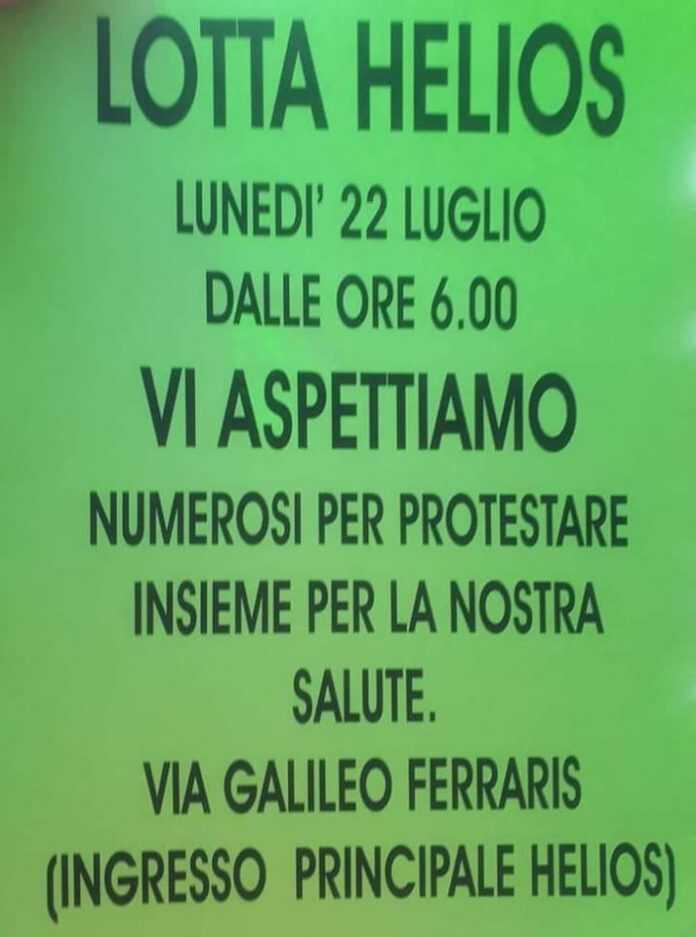 LOTTA HELIOS
LUNEDI' 22 LUGLIO
DALLE ORE 6.00
VI ASPETTIAMO
NUMEROSI PER PROTESTARE
INSIEME PER LA NOSTRA
SALUTE.
VIA GALILEO FERRARIS
(INGRESSO PRINCIPALE HELIOS)